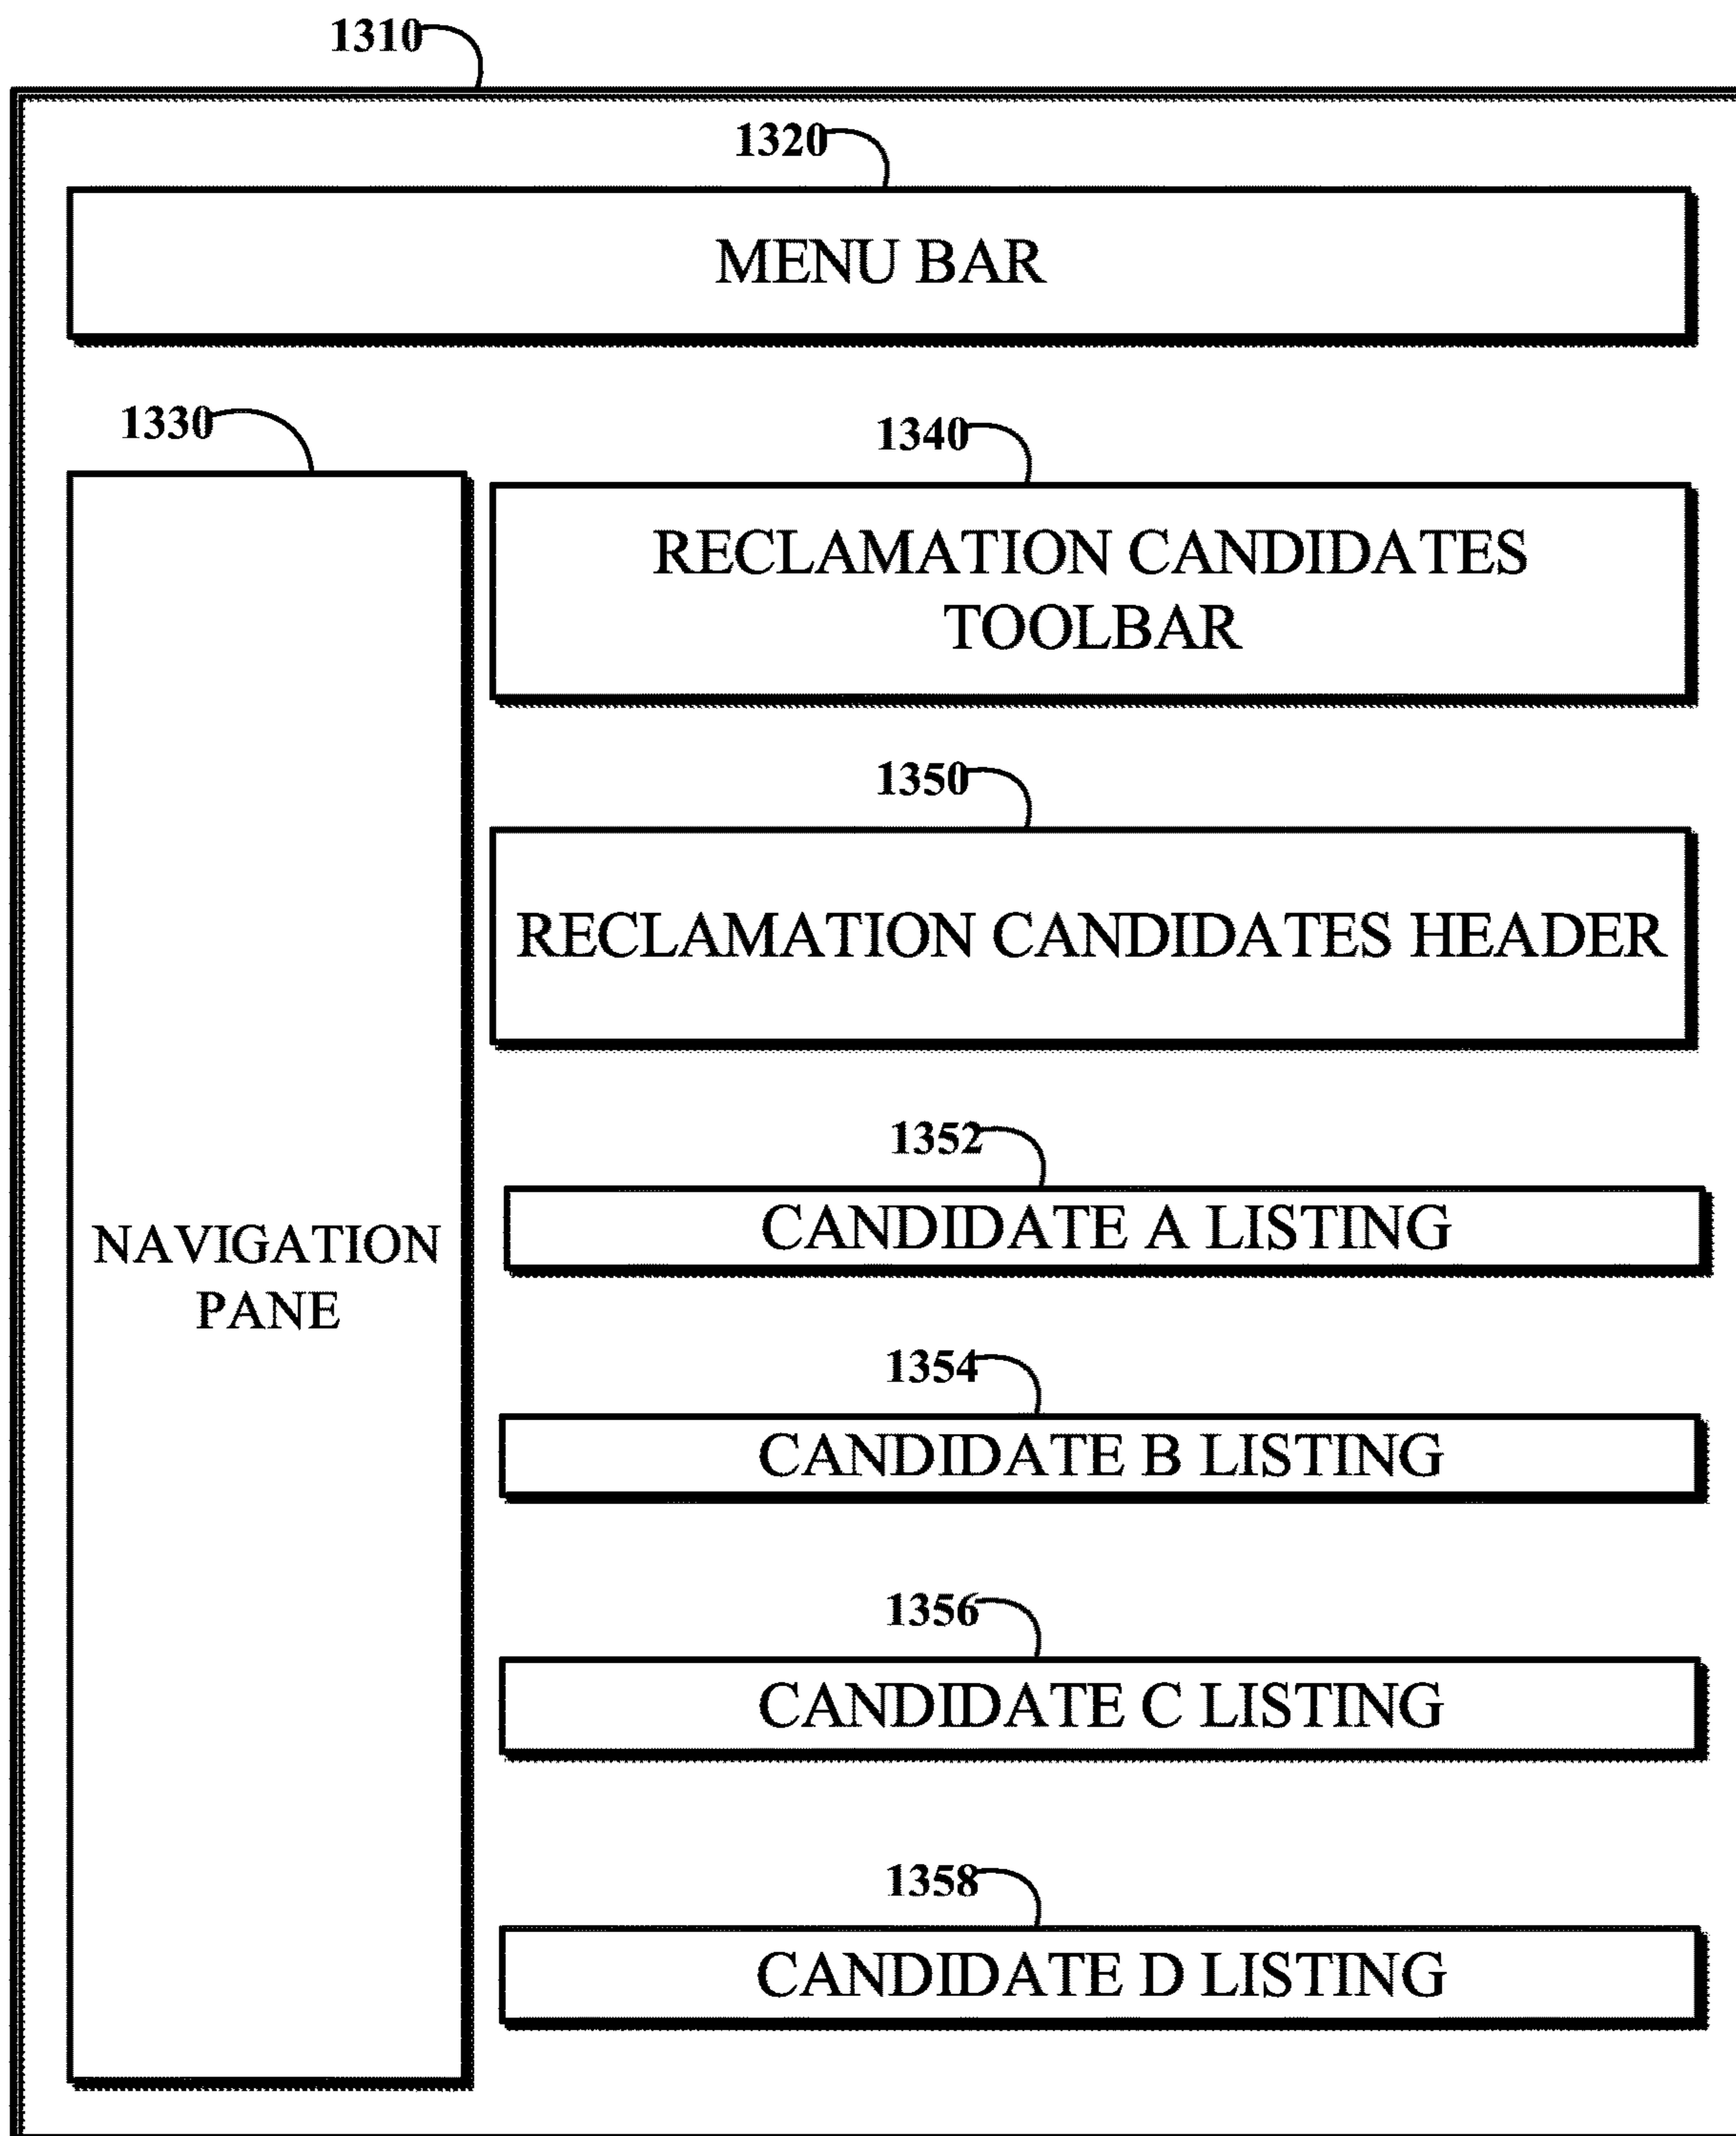 1310
1320
MENU BAR
1330
NAVIGATION
PANE
1340
RECLAMATION CANDIDATES
TOOLBAR
1350
RECLAMATION CANDIDATES HEADER
1352
CANDIDATE A LISTING
1354
CANDIDATE B LISTING
1356
CANDIDATE C LISTING
1358
CANDIDATE D LISTING